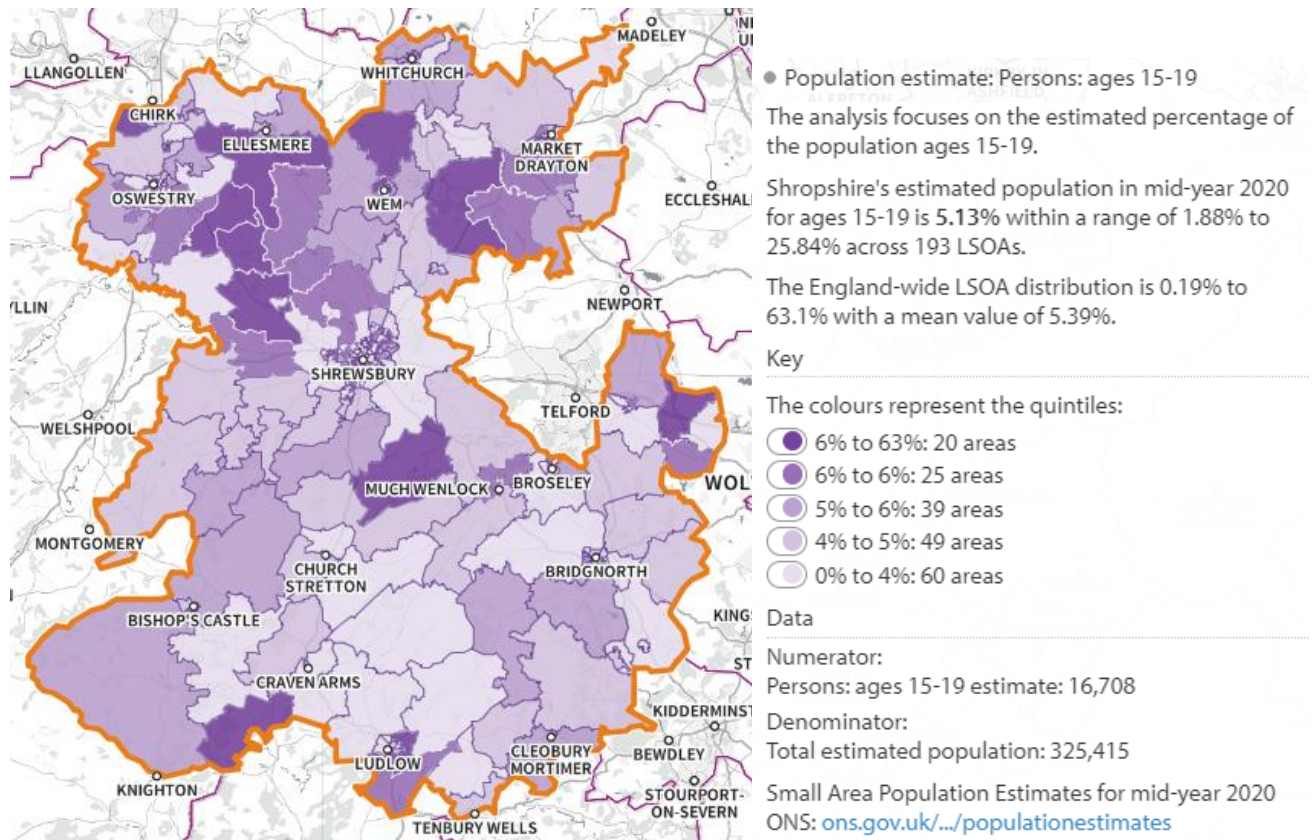 MADELEY
LLANGOLLEN
WHITCHURCH
CHIRK
ELLESMERE
MARKET
DRAYTON
OSWESTRY
WEM
ECCLESHAL
YLLIN
NEWPORT
SHREWSBURY
TELFORD
WELSHPOOL
MUCH WENLOCK
BROSELEY
WOL
MONTGOMERY
CHURCH
STRETTON
BRIDGNORTH
BISHOP'S CASTLE
KING
ST
CRAVEN ARMS
KIDDERMINST
CLEOBURY
MORTIMER
BEWDLEY
LUDLOW
KNIGHTON
STOURPORT-
ON-SEVERN
TENBURY WELLS
Population estimate: Persons: ages 15-19
The analysis focuses on the estimated percentage of
the population ages 15-19.
Shropshire's estimated population in mid-year 2020
for ages 15-19 is 5.13% within a range of 1.88% to
25.84% across 193 LSOAs.
The England-wide LSOA distribution is 0.19% to
63.1% with a mean value of 5.39%.
Key
The colours represent the quintiles:
6% to 63%: 20 areas
6% to 6%: 25 areas
5% to 6%: 39 areas
4% to 5%: 49 areas
0% to 4%: 60 areas
Data
Numerator:
Persons: ages 15-19 estimate: 16,708
Denominator:
Total estimated population: 325,415
Small Area Population Estimates for mid-year 2020
ONS: ons.gov.uk/.../populationestimates